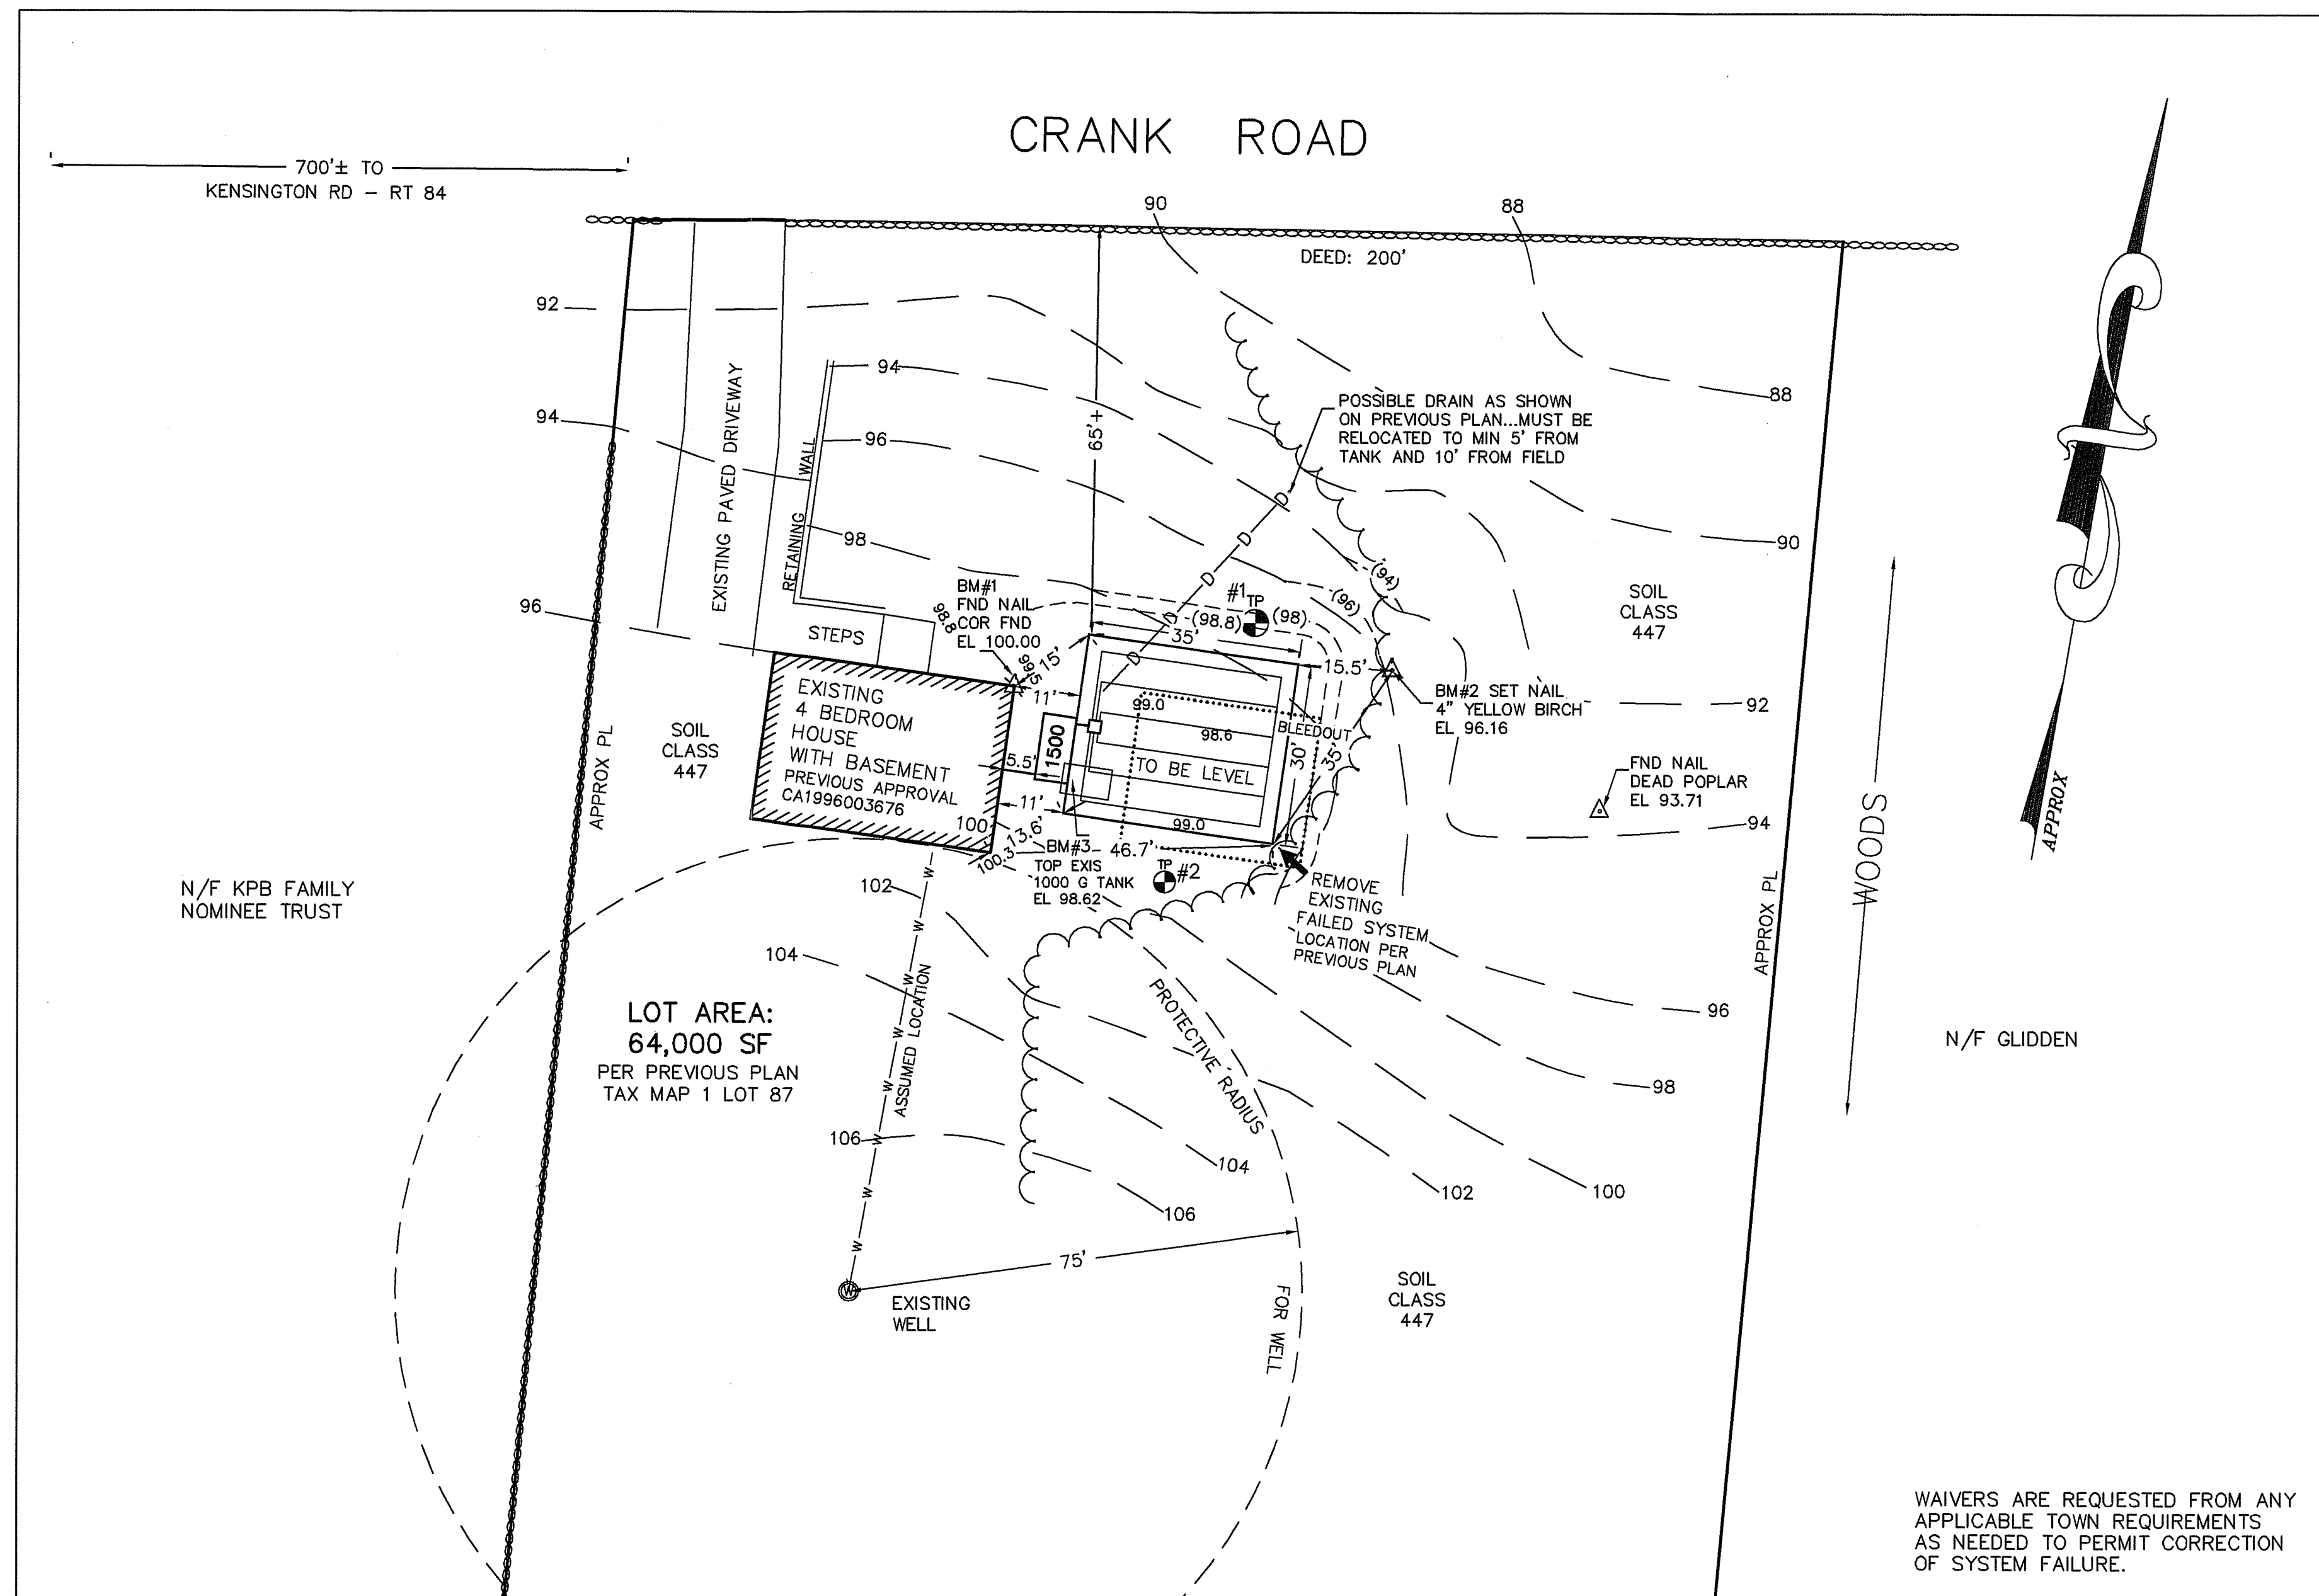 CRANK ROAD
700'± TO
KENSINGTON RD – RT 84
90
88
DEED: 200'
92
94
POSSIBLE DRAIN AS SHOWN
ON PREVIOUS PLAN...MUST BE
RELOCATED TO MIN 5' FROM
TANK AND 10' FROM FIELD
88
94
96
65'+
EXISTING PAVED DRIVEWAY
RETAINING WALL
98
90
96
STEPS
98.8
BM#1
FND NAIL
COR FND
EL 100.00
99.5
15'
11'
#1
TP
(98.8)
(98)
(96)
(94)
35'
15.5'
SOIL
CLASS
447
BM#2 SET NAIL
4" YELLOW BIRCH
EL 96.16
92
EXISTING
4 BEDROOM
HOUSE
WITH BASEMENT
PREVIOUS APPROVAL
CA1996003676
SOIL
CLASS
447
APPROX PL
1500
5.5'
99.0
BLEEDOUT
98.6
TO BE LEVEL
30'
35'
99.0
FND NAIL
DEAD POPLAR
EL 93.71
94
WOODS
APPROX
11'
100
13.6'
100.3
BM#3
TOP EXIS
1000 G TANK
EL 98.62
46.7'
TP
#2
REMOVE
EXISTING
FAILED SYSTEM
LOCATION PER
PREVIOUS PLAN
APPROX PL
N/F KPB FAMILY
NOMINEE TRUST
102
104
W
W
W
W
W
W
W
ASSUMED LOCATION
LOT AREA:
64,000 SF
PER PREVIOUS PLAN
TAX MAP 1 LOT 87
PROTECTIVE RADIUS
FOR WELL
96
N/F GLIDDEN
98
106
104
102
100
106
75'
W
EXISTING
WELL
SOIL
CLASS
447
D
D
D
D
D
WAIVERS ARE REQUESTED FROM ANY
APPLICABLE TOWN REQUIREMENTS
AS NEEDED TO PERMIT CORRECTION
OF SYSTEM FAILURE.